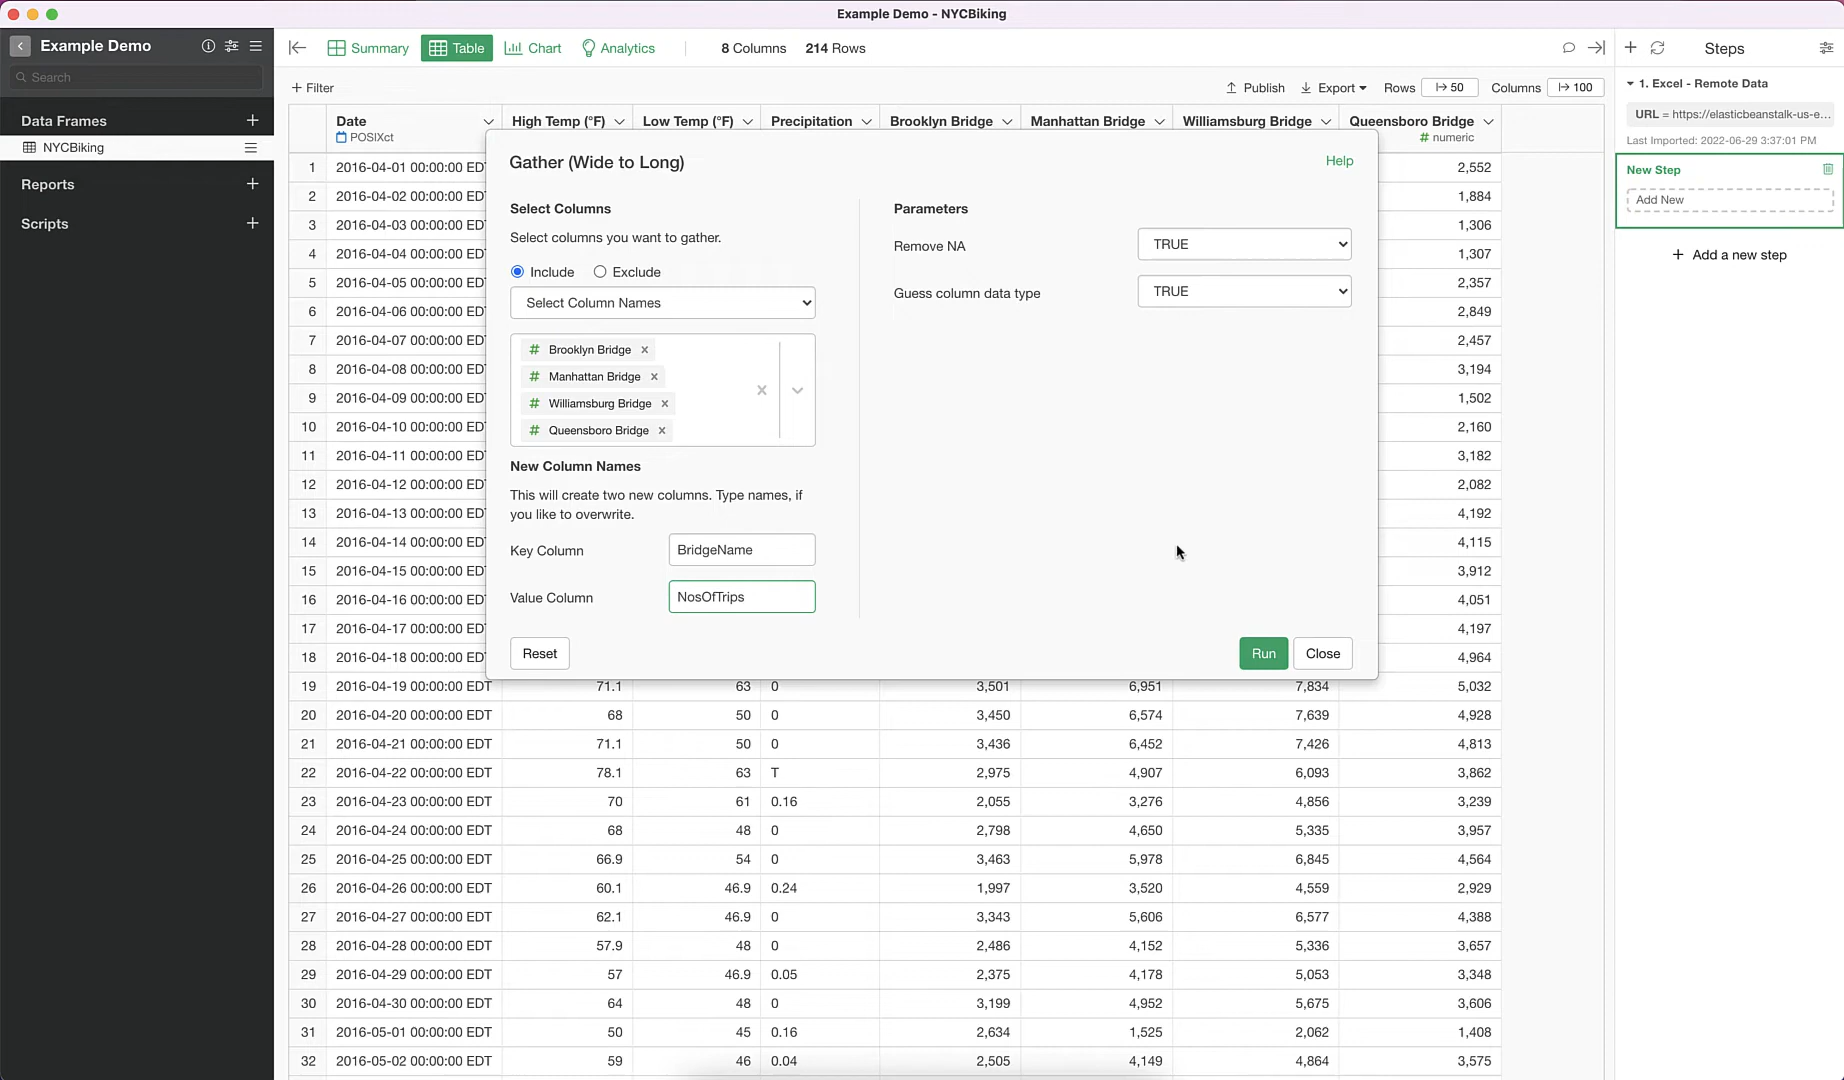 Example Demo - NYCBiking
Example Demo
Search
Data Frames
NYCBiking
Reports
Scripts
Summary Table Chart Analytics 8 Columns 214 Rows
Filter
Publish Export Rows 50 Columns 100
Date High Temp (°F) Low Temp (°F) Precipitation Brooklyn Bridge Manhattan Bridge Williamsburg Bridge Queensboro Bridge
POSIXct # numeric
1 2016-04-01 00:00:00 ED 2,552
2 2016-04-02 00:00:00 ED 1,884
3 2016-04-03 00:00:00 ED 1,306
4 2016-04-04 00:00:00 ED 1,307
5 2016-04-05 00:00:00 ED 2,357
6 2016-04-06 00:00:00 ED 2,849
7 2016-04-07 00:00:00 ED 2,457
8 2016-04-08 00:00:00 ED 3,194
9 2016-04-09 00:00:00 ED 1,502
10 2016-04-10 00:00:00 ED 2,160
11 2016-04-11 00:00:00 ED 3,182
12 2016-04-12 00:00:00 ED 2,082
13 2016-04-13 00:00:00 ED 4,192
14 2016-04-14 00:00:00 ED 4,115
15 2016-04-15 00:00:00 ED 3,912
16 2016-04-16 00:00:00 ED 4,051
17 2016-04-17 00:00:00 ED 4,197
18 2016-04-18 00:00:00 ED 4,964
19 2016-04-19 00:00:00 EDT 71.1 63 0 3,501 6,951 7,834 5,032
20 2016-04-20 00:00:00 EDT 68 50 0 3,450 6,574 7,639 4,928
21 2016-04-21 00:00:00 EDT 71.1 50 0 3,436 6,452 7,426 4,813
22 2016-04-22 00:00:00 EDT 78.1 63 T 2,975 4,907 6,093 3,862
23 2016-04-23 00:00:00 EDT 70 61 0.16 2,055 3,276 4,856 3,239
24 2016-04-24 00:00:00 EDT 68 48 0 2,798 4,650 5,335 3,957
25 2016-04-25 00:00:00 EDT 66.9 54 0 3,463 5,978 6,845 4,564
26 2016-04-26 00:00:00 EDT 60.1 46.9 0.24 1,997 3,520 4,559 2,929
27 2016-04-27 00:00:00 EDT 62.1 46.9 0 3,343 5,606 6,577 4,388
28 2016-04-28 00:00:00 EDT 57.9 48 0 2,486 4,152 5,336 3,657
29 2016-04-29 00:00:00 EDT 57 46.9 0.05 2,375 4,178 5,053 3,348
30 2016-04-30 00:00:00 EDT 64 48 0 3,199 4,952 5,675 3,606
31 2016-05-01 00:00:00 EDT 50 45 0.16 2,634 1,525 2,062 1,408
32 2016-05-02 00:00:00 EDT 59 46 0.04 2,505 4,149 4,864 3,575
Gather (Wide to Long) Help
Select Columns
Select columns you want to gather.
Include Exclude
Select Column Names
# Brooklyn Bridge
# Manhattan Bridge
# Williamsburg Bridge
# Queensboro Bridge
New Column Names
This will create two new columns. Type names, if
you like to overwrite.
Key Column BridgeName
Value Column NosOfTrips
Parameters
Remove NA TRUE
Guess column data type TRUE
Reset Run Close
Steps
1. Excel - Remote Data
URL = https://elasticbeanstalk-us-e...
Last Imported: 2022-06-29 3:37:01 PM
New Step
Add New
+ Add a new step